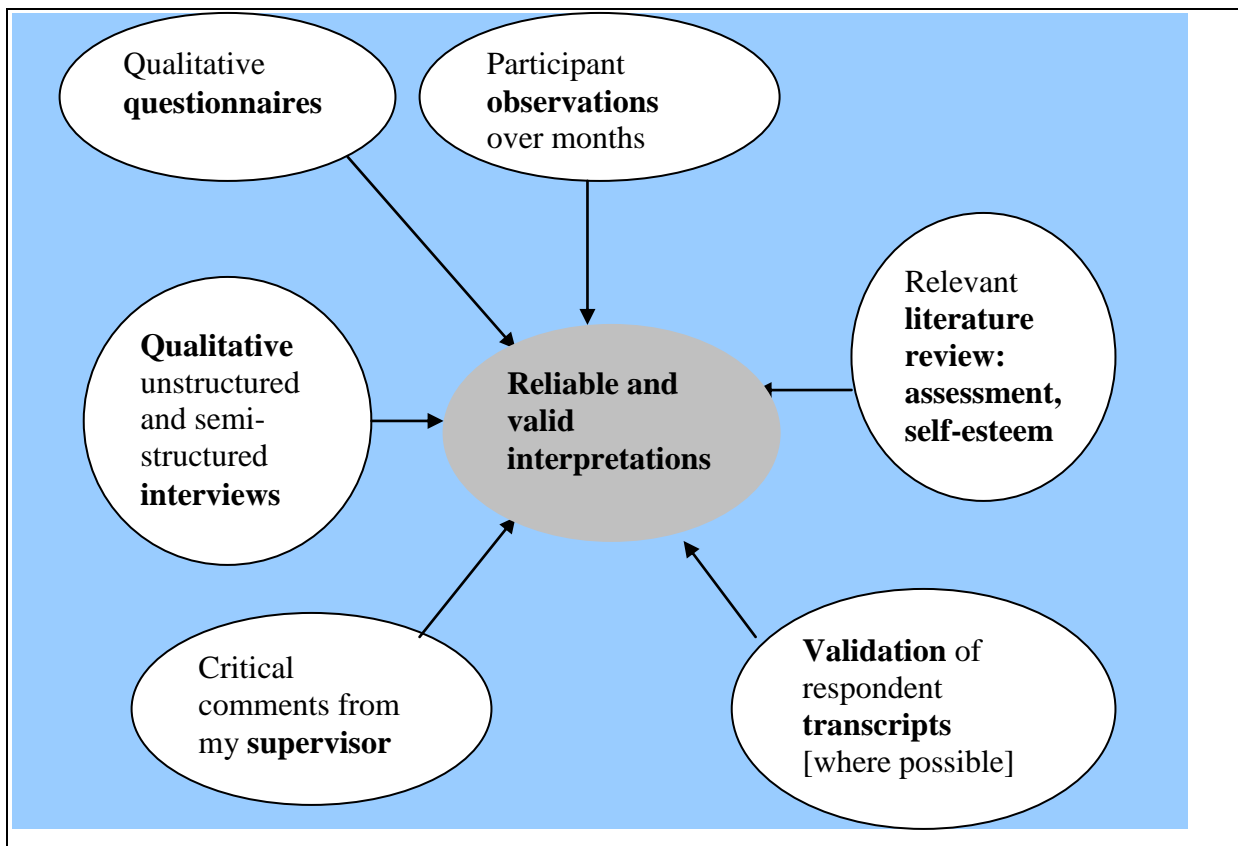 Qualitative
questionnaires
Participant
observations
over months
Relevant
literature
review:
assessment,
self-esteem
Qualitative
unstructured
and semi-
structured
interviews
Reliable and
valid
interpretations
Critical
comments from
my supervisor
Validation of
respondent
transcripts
[where possible]